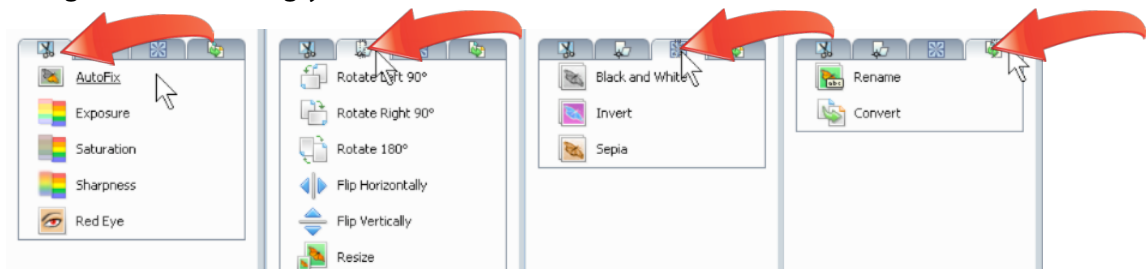 AutoFix
Exposure
Saturation
Sharpness
Red Eye
Rotate Left 90°
Rotate Right 90°
Rotate 180°
Flip Horizontally
Flip Vertically
Resize
Black and White
Invert
Sepia
Rename
Convert